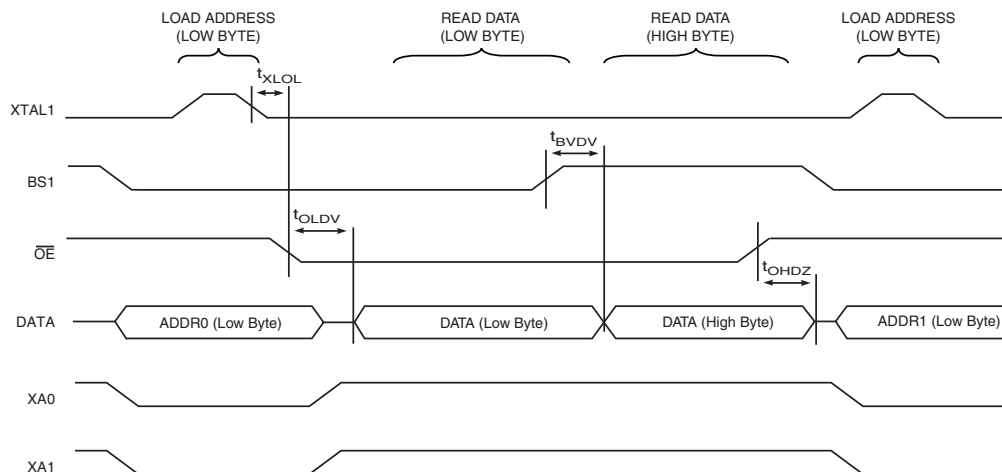 LOAD ADDRESS
(LOW BYTE)
READ DATA
(LOW BYTE)
READ DATA
(HIGH BYTE)
LOAD ADDRESS
(LOW BYTE)
tXLOL
XTAL1
tBVDV
BS1
tOLDV
OE
tOHDZ
DATA
ADDR0 (Low Byte)
DATA (Low Byte)
DATA (High Byte)
ADDR1 (Low Byte)
XA0
XA1